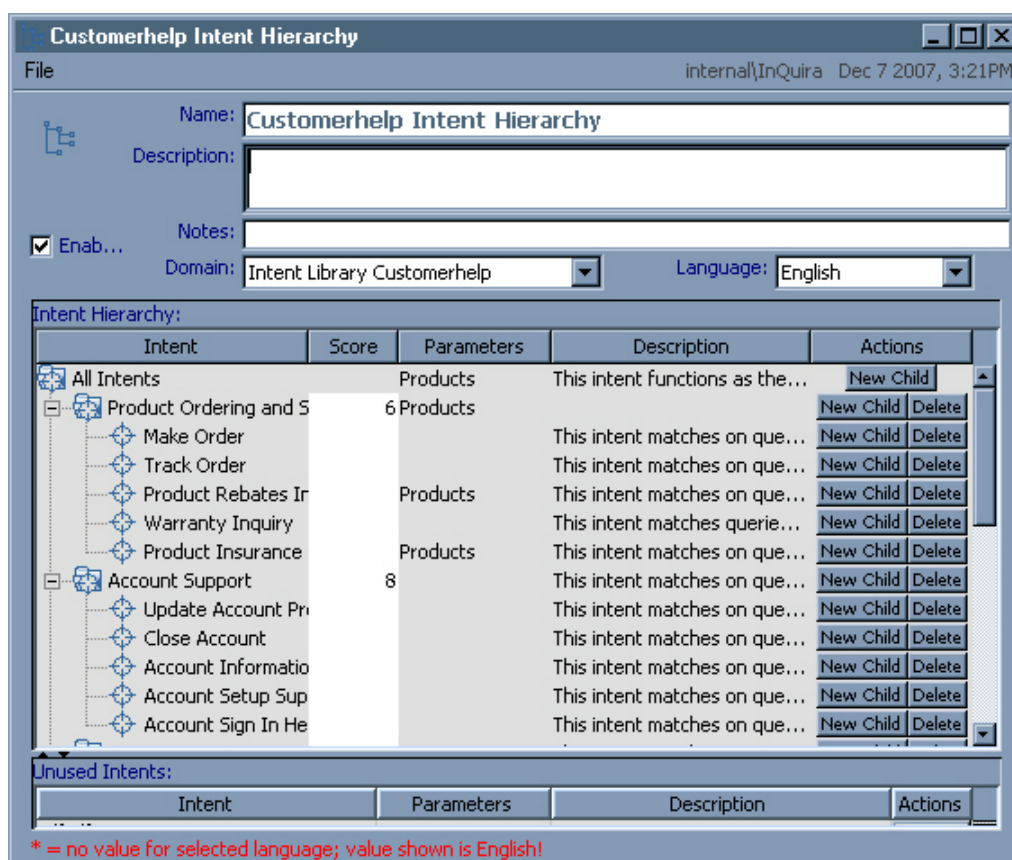 Customerhelp Intent Hierarchy
File internal\InQuira Dec 7 2007, 3:21PM
Name: Customerhelp Intent Hierarchy
Description:
Notes:
Enab...
Domain: Intent Library Customerhelp Language: English
Intent Hierarchy:
Intent Score Parameters Description Actions
All Intents Products This intent functions as the... New Child
Product Ordering and S 6 Products New Child Delete
Make Order This intent matches on que... New Child Delete
Track Order This intent matches on que... New Child Delete
Product Rebates In Products This intent matches on que... New Child Delete
Warranty Inquiry This intent matches querie... New Child Delete
Product Insurance Products This intent matches on que... New Child Delete
Account Support 8 This intent matches on que... New Child Delete
Update Account Pr This intent matches on que... New Child Delete
Close Account This intent matches on que... New Child Delete
Account Informatio This intent matches on que... New Child Delete
Account Setup Sup This intent matches on que... New Child Delete
Account Sign In He This intent matches on que... New Child Delete
Unused Intents:
Intent Parameters Description Actions
* = no value for selected language; value shown is English!